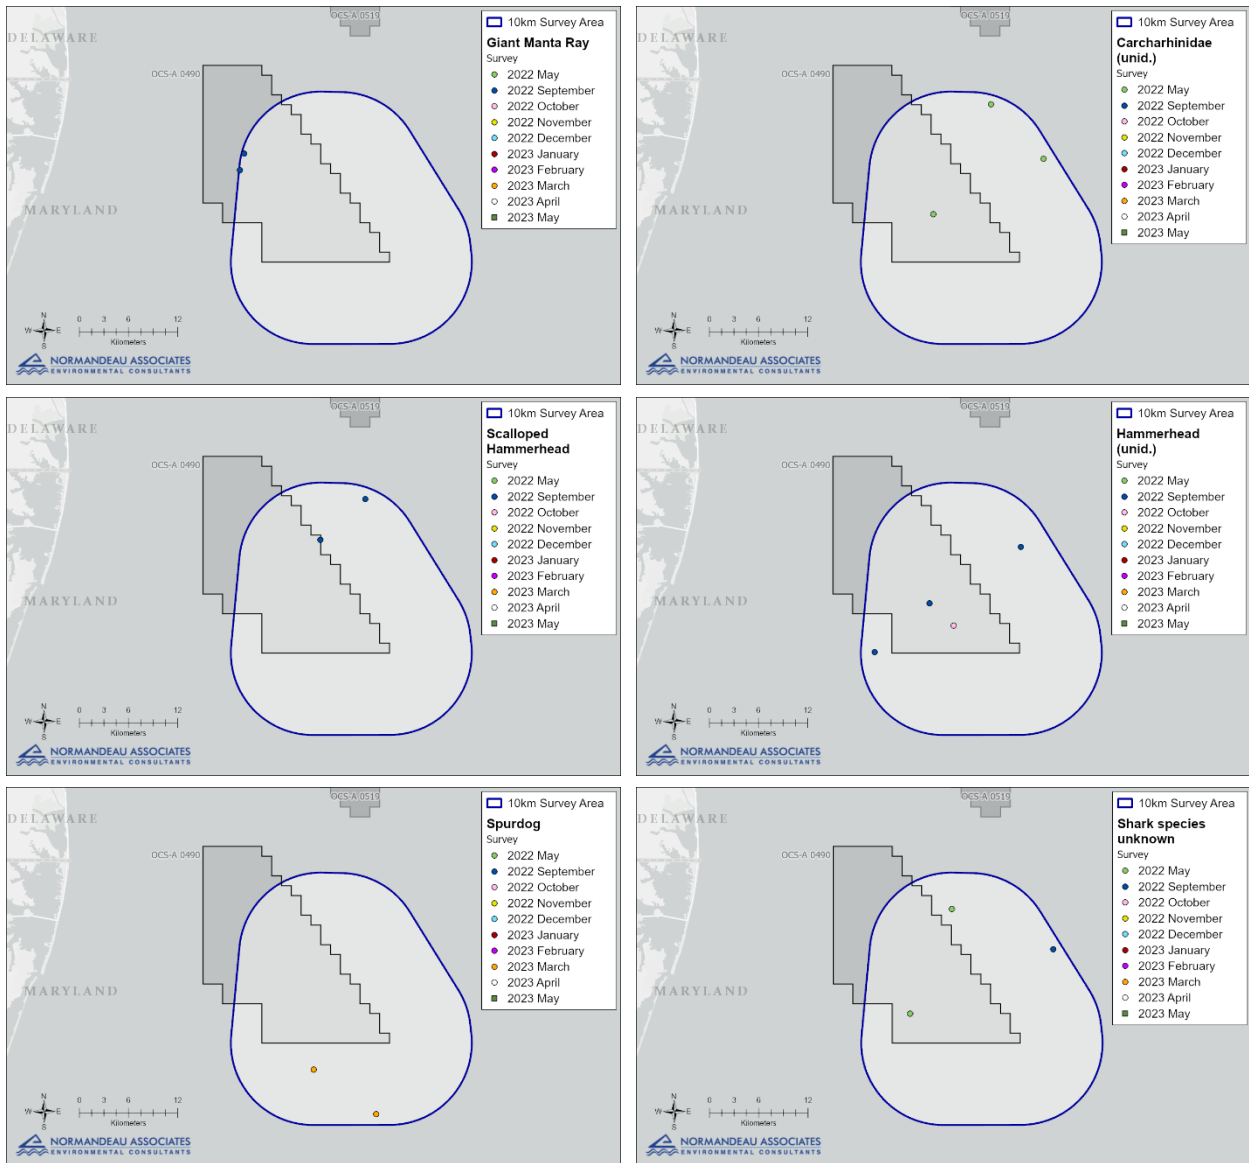 DELAWARE
MARYLAND
OCS-A 0519
OCS-A 0490
10km Survey Area
Giant Manta Ray
Survey
2022 May
2022 September
2022 October
2022 November
2022 December
2023 January
2023 February
2023 March
2023 April
2023 May
N
W E
S
0 6 12
Kilometers
NORMANDEAU ASSOCIATES
ENVIRONMENTAL CONSULTANTS
DELAWARE
MARYLAND
OCS-A 0519
OCS-A 0490
10km Survey Area
Carcharhinidae
(unid.)
Survey
2022 May
2022 September
2022 October
2022 November
2022 December
2023 January
2023 February
2023 March
2023 April
2023 May
N
W E
S
0 6 12
Kilometers
NORMANDEAU ASSOCIATES
ENVIRONMENTAL CONSULTANTS
DELAWARE
MARYLAND
OCS-A 0519
OCS-A 0490
10km Survey Area
Scalloped
Hammerhead
Survey
2022 May
2022 September
2022 October
2022 November
2022 December
2023 January
2023 February
2023 March
2023 April
2023 May
N
W E
S
0 6 12
Kilometers
NORMANDEAU ASSOCIATES
ENVIRONMENTAL CONSULTANTS
DELAWARE
MARYLAND
OCS-A 0519
OCS-A 0490
10km Survey Area
Hammerhead
(unid.)
Survey
2022 May
2022 September
2022 October
2022 November
2022 December
2023 January
2023 February
2023 March
2023 April
2023 May
N
W E
S
0 6 12
Kilometers
NORMANDEAU ASSOCIATES
ENVIRONMENTAL CONSULTANTS
DELAWARE
MARYLAND
OCS-A 0519
OCS-A 0490
10km Survey Area
Spurdog
Survey
2022 May
2022 September
2022 October
2022 November
2022 December
2023 January
2023 February
2023 March
2023 April
2023 May
N
W E
S
0 6 12
Kilometers
NORMANDEAU ASSOCIATES
ENVIRONMENTAL CONSULTANTS
DELAWARE
MARYLAND
OCS-A 0519
OCS-A 0490
10km Survey Area
Shark species
unknown
Survey
2022 May
2022 September
2022 October
2022 November
2022 December
2023 January
2023 February
2023 March
2023 April
2023 May
N
W E
S
0 6 12
Kilometers
NORMANDEAU ASSOCIATES
ENVIRONMENTAL CONSULTANTS